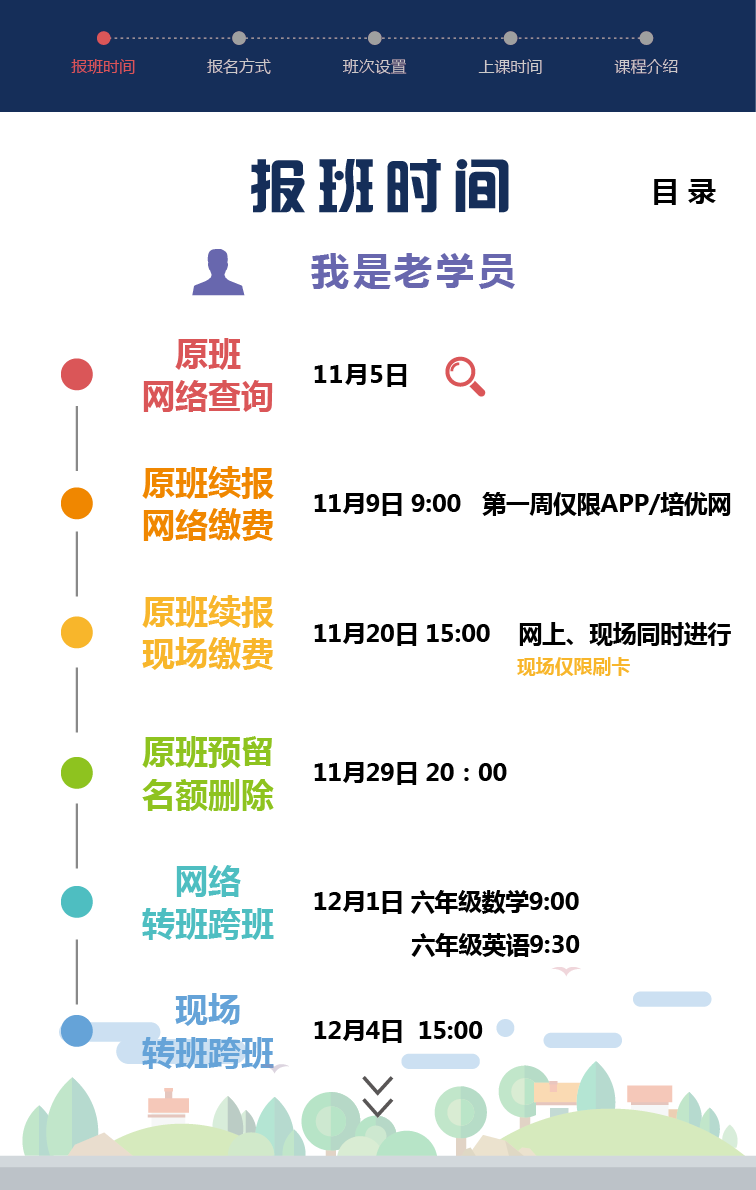 报班时间 报名方式 班次设置 上课时间 课程介绍
报班时间
目录
我是老学员
原班
网络查询
11月5日
原班续报
网络缴费
11月9日 9:00 第一周仅限APP/培优网
原班续报
现场缴费
11月20日 15:00 网上、现场同时进行
现场仅限刷卡
原班预留
名额删除
11月29日 20：00
网络
转班跨班
12月1日 六年级数学9:00
六年级英语9:30
现场
转班跨班
12月4日 15:00